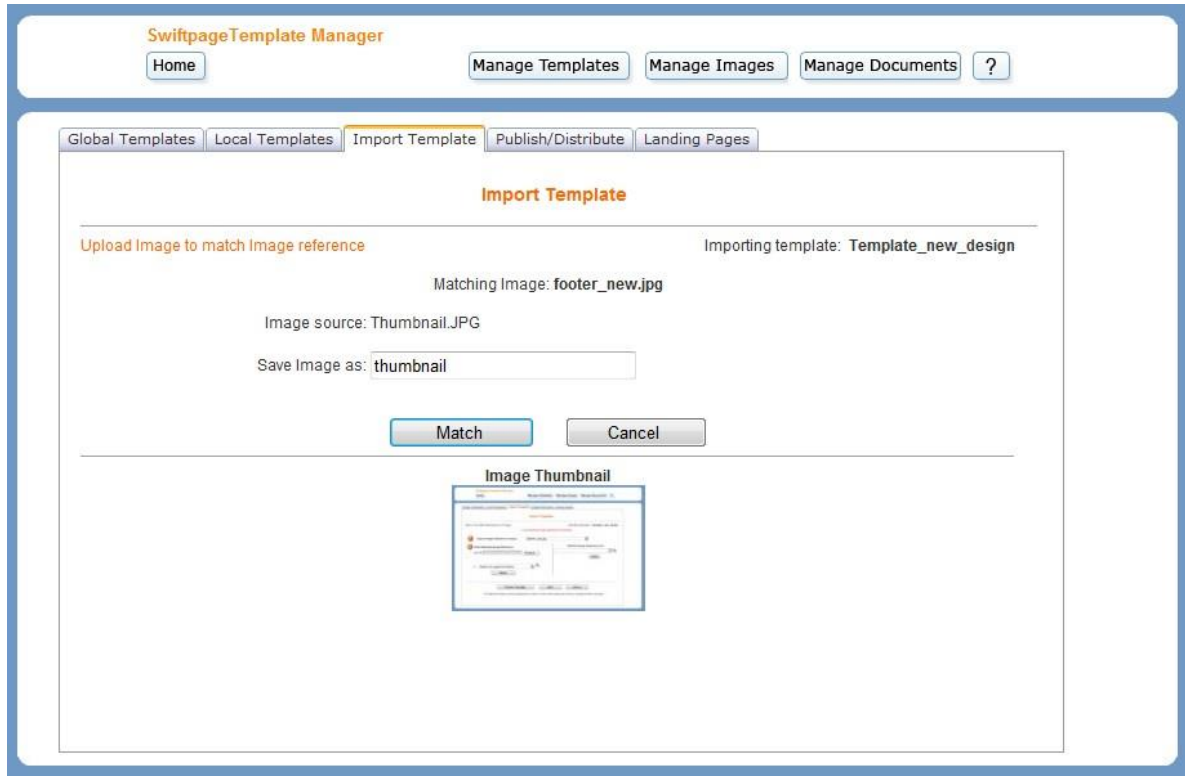 SwiftpageTemplate Manager
Home Manage Templates Manage Images Manage Documents ?
Global Templates Local Templates Import Template Publish/Distribute Landing Pages
Import Template
Upload Image to match Image reference Importing template: Template_new_design
Matching Image: footer_new.jpg
Image source: Thumbnail.JPG
Save Image as: thumbnail
Match Cancel
Image Thumbnail